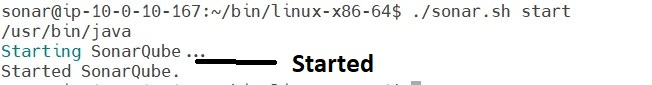 sonar@ip-10-0-10-167:~/bin/linux-x86-64$ ./sonar.sh start
/usr/bin/java
Starting SonarQube...
Started SonarQube.
Started